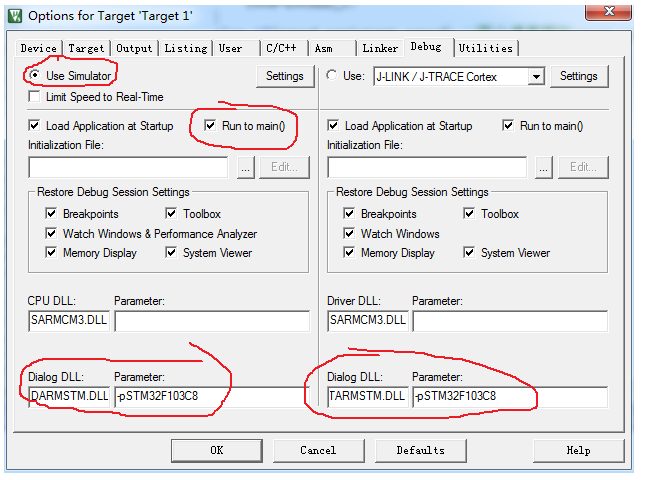 Options for Target 'Target 1'
Device Target Output Listing User C/C++ Asm Linker Debug Utilities
Use Simulator Settings
Limit Speed to Real-Time
Use: J-LINK / J-TRACE Cortex Settings
Load Application at Startup Run to main()
Initialization File:
... Edit...
Restore Debug Session Settings
Breakpoints Toolbox
Watch Windows & Performance Analyzer
Memory Display System Viewer
CPU DLL: Parameter:
SARMCM3.DLL
Dialog DLL: Parameter:
DARMSTM.DLL -pSTM32F103C8
Load Application at Startup Run to main()
Initialization File:
... Edit...
Restore Debug Session Settings
Breakpoints Toolbox
Watch Windows
Memory Display System Viewer
Driver DLL: Parameter:
SARMCM3.DLL
Dialog DLL: Parameter:
TARMSTM.DLL -pSTM32F103C8
OK Cancel Defaults Help